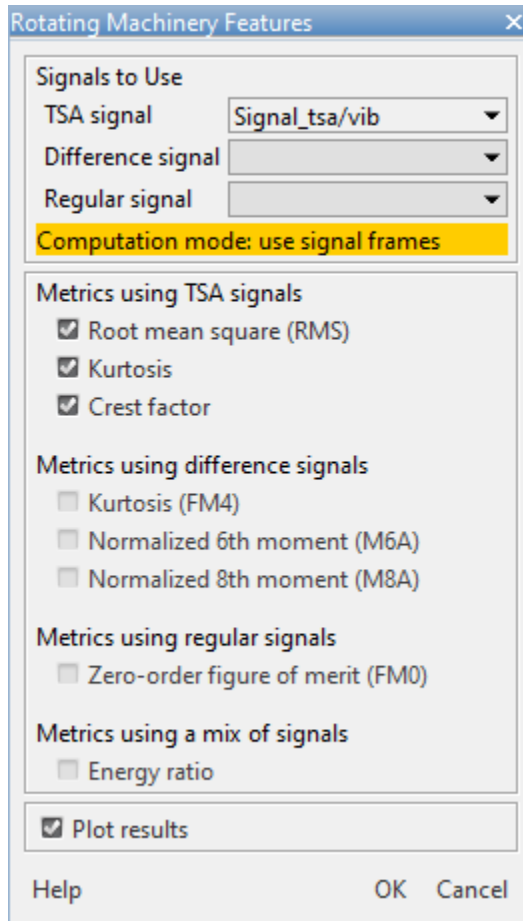 Rotating Machinery Features
Signals to Use
TSA signal Signal_tsa/vib
Difference signal
Regular signal
Computation mode: use signal frames
Metrics using TSA signals
Root mean square (RMS)
Kurtosis
Crest factor
Metrics using difference signals
Kurtosis (FM4)
Normalized 6th moment (M6A)
Normalized 8th moment (M8A)
Metrics using regular signals
Zero-order figure of merit (FM0)
Metrics using a mix of signals
Energy ratio
Plot results
Help OK Cancel